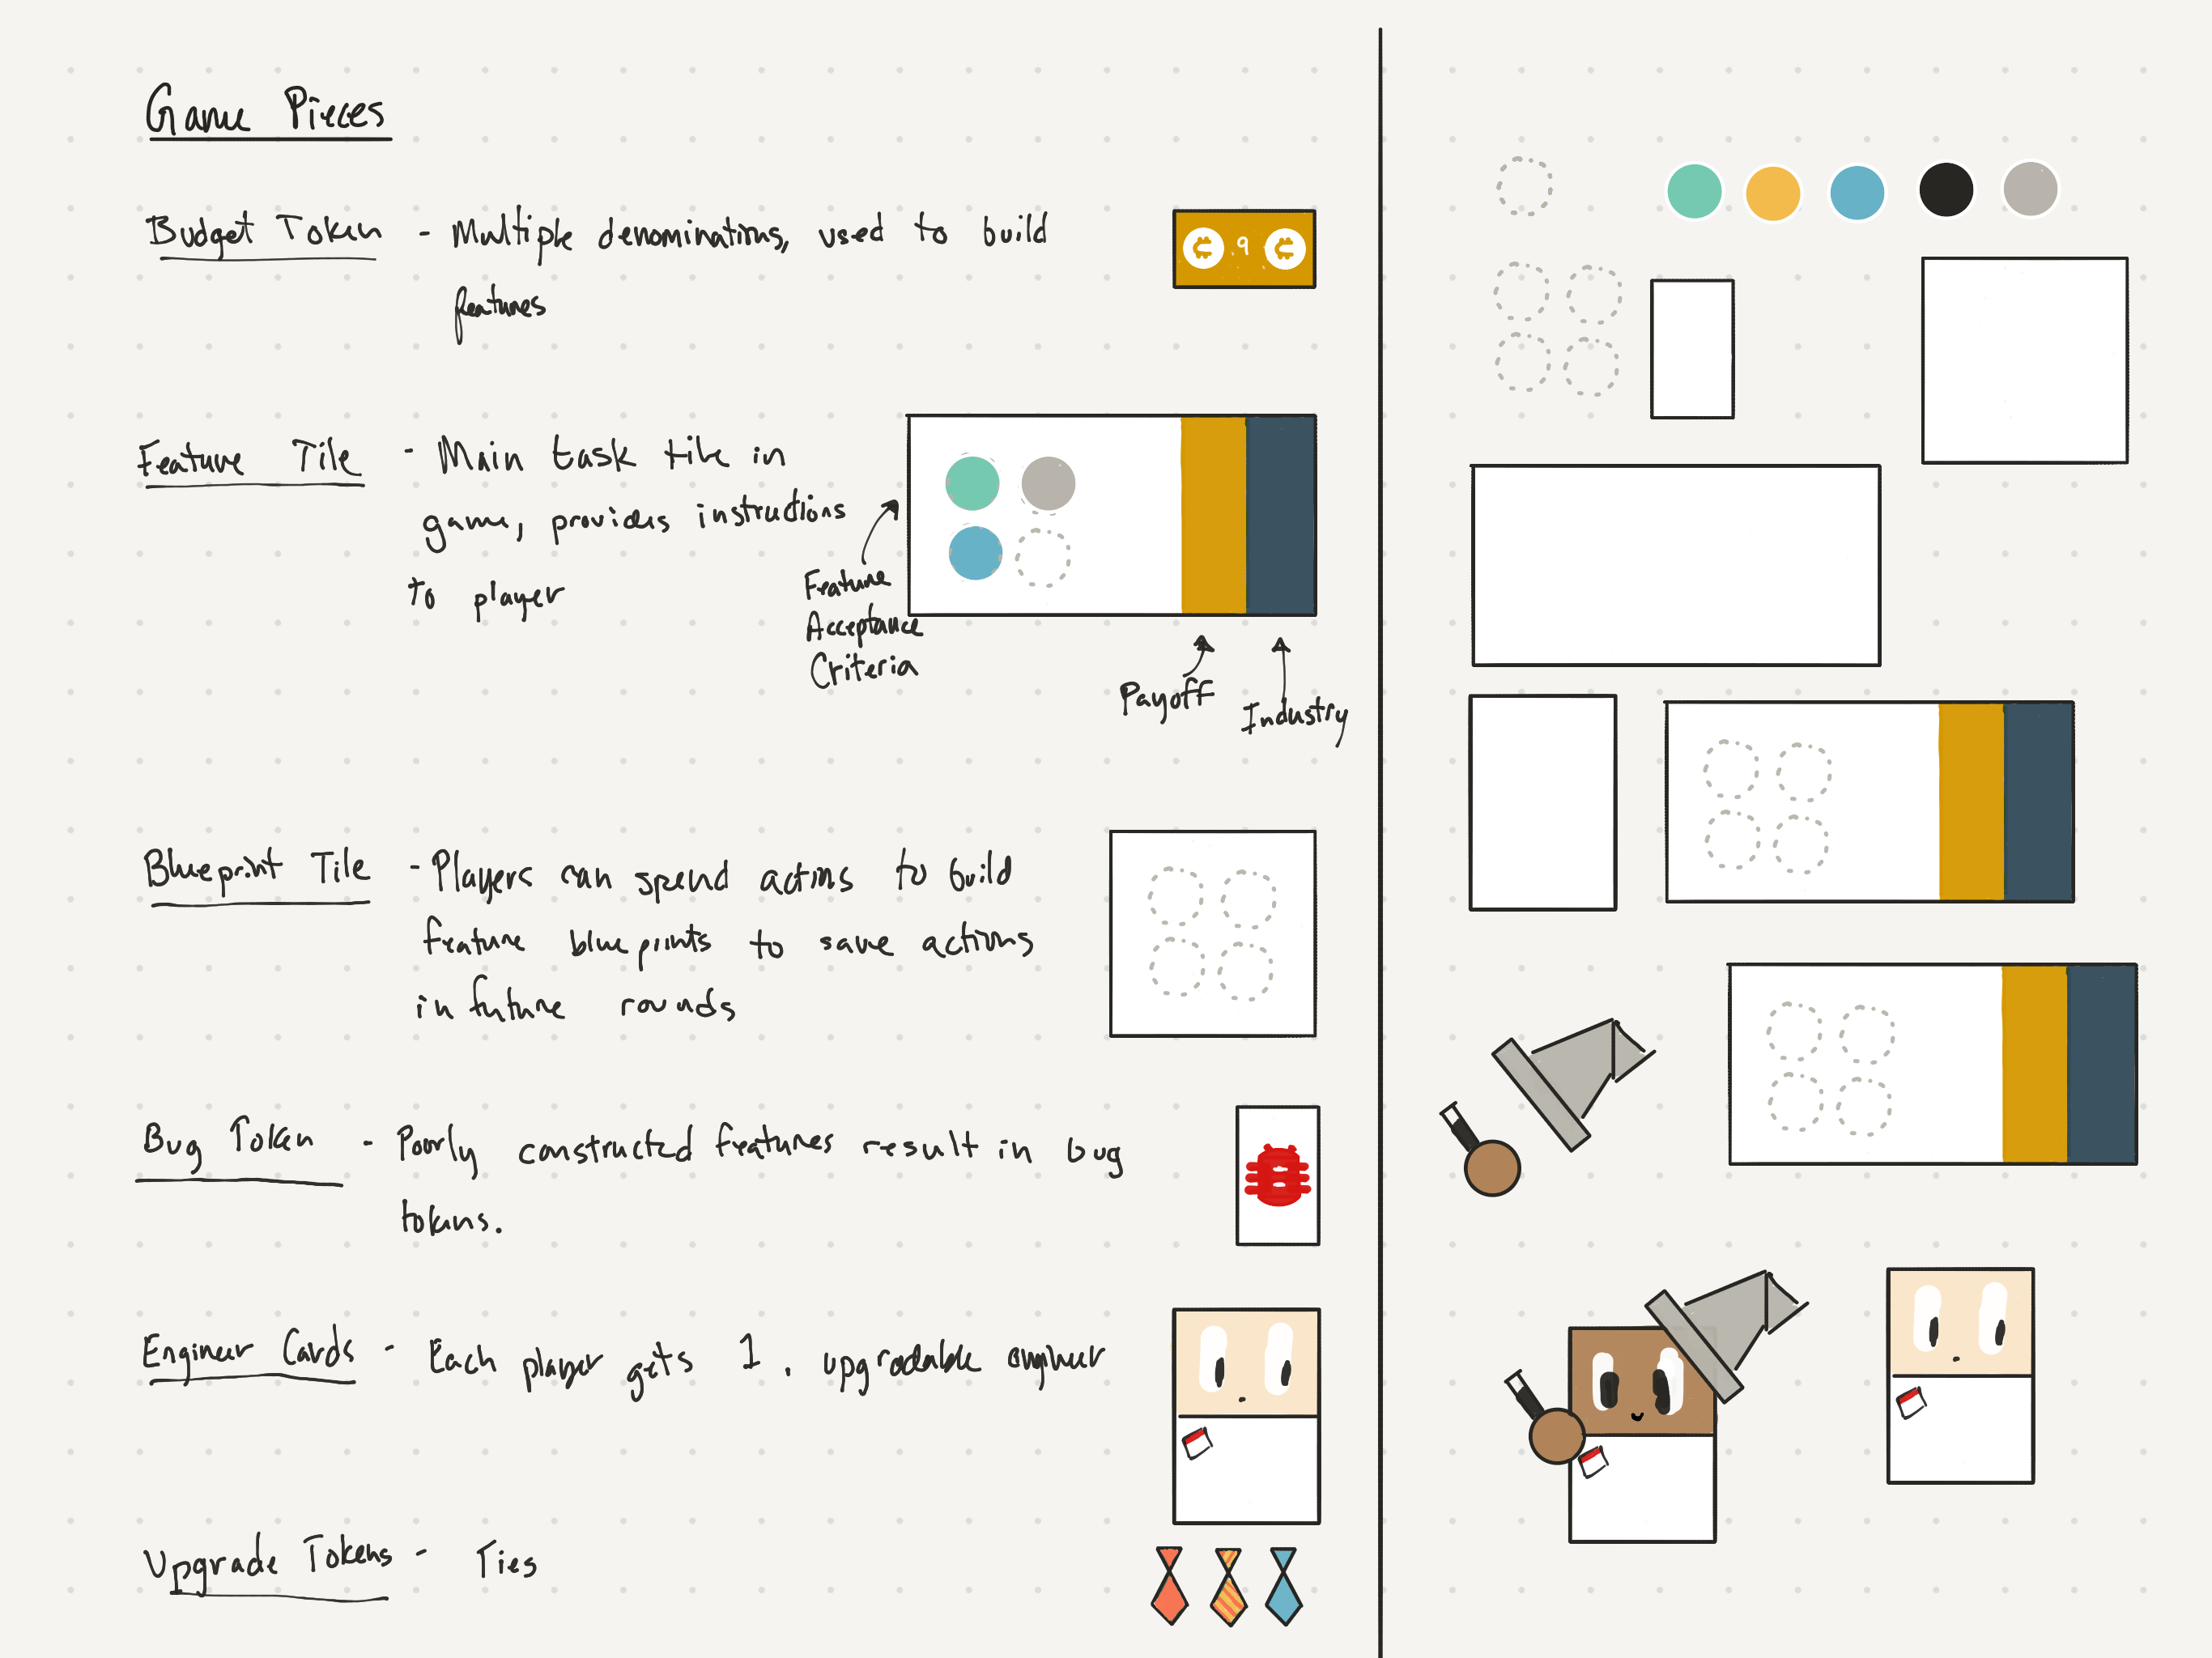 Game Pieces
Budget Token - Multiple denominations, used to build
features
₵ 9 ₵
Feature Tile - Main task tile in
game, provides instructions
to player
Feature
Acceptance
Criteria
Payoff
Industry
Blueprint Tile - Players can spend actions to build
feature blueprints to save actions
in future rounds
Bug Token - Poorly constructed features result in bug
tokens.
Engineer Cards - Each player gets 1, upgradable engineer
Upgrade Tokens - Ties